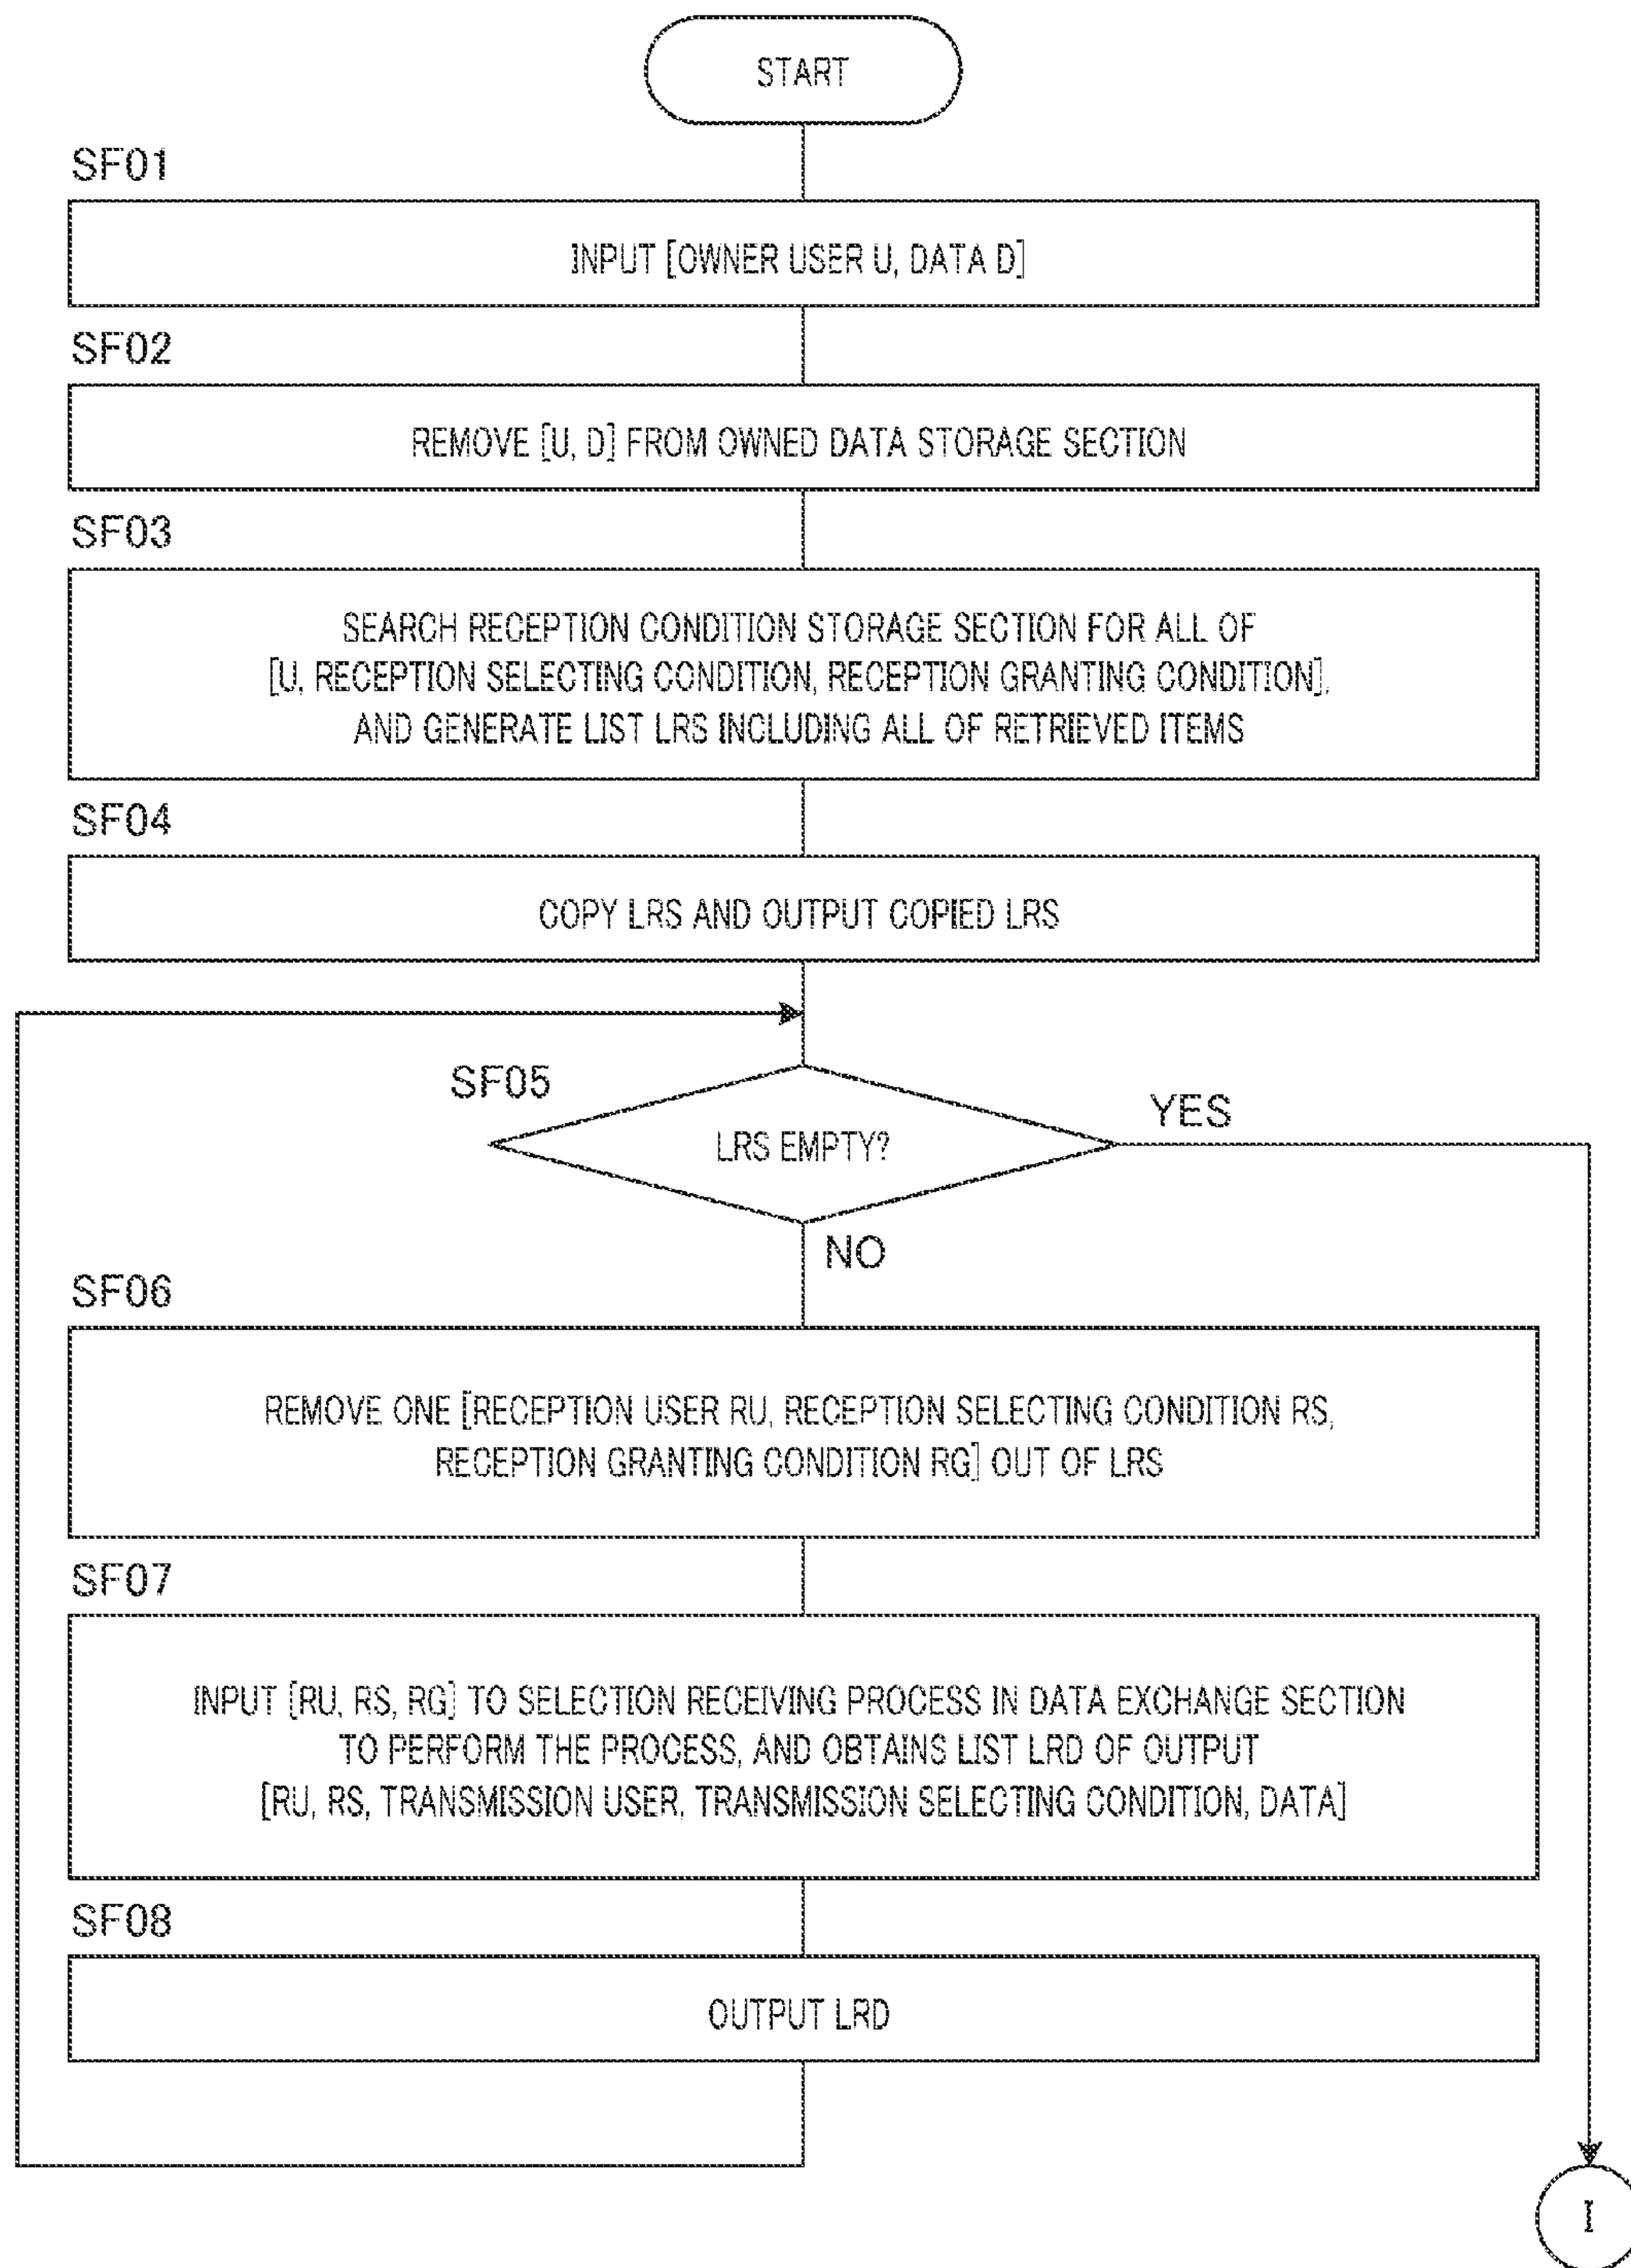 START
SF01
INPUT [OWNER USER U, DATA D]
SF02
REMOVE [U, D] FROM OWNED DATA STORAGE SECTION
SF03
SEARCH RECEPTION CONDITION STORAGE SECTION FOR ALL OF
[U, RECEPTION SELECTING CONDITION, RECEPTION GRANTING CONDITION],
AND GENERATE LIST LRS INCLUDING ALL OF RETRIEVED ITEMS
SF04
COPY LRS AND OUTPUT COPIED LRS
SF05
LRS EMPTY?
YES
NO
SF06
REMOVE ONE [RECEPTION USER RU, RECEPTION SELECTING CONDITION RS,
RECEPTION GRANTING CONDITION RG] OUT OF LRS
SF07
INPUT [RU, RS, RG] TO SELECTION RECEIVING PROCESS IN DATA EXCHANGE SECTION
TO PERFORM THE PROCESS, AND OBTAINS LIST LRD OF OUTPUT
[RU, RS, TRANSMISSION USER, TRANSMISSION SELECTING CONDITION, DATA]
SF08
OUTPUT LRD
I